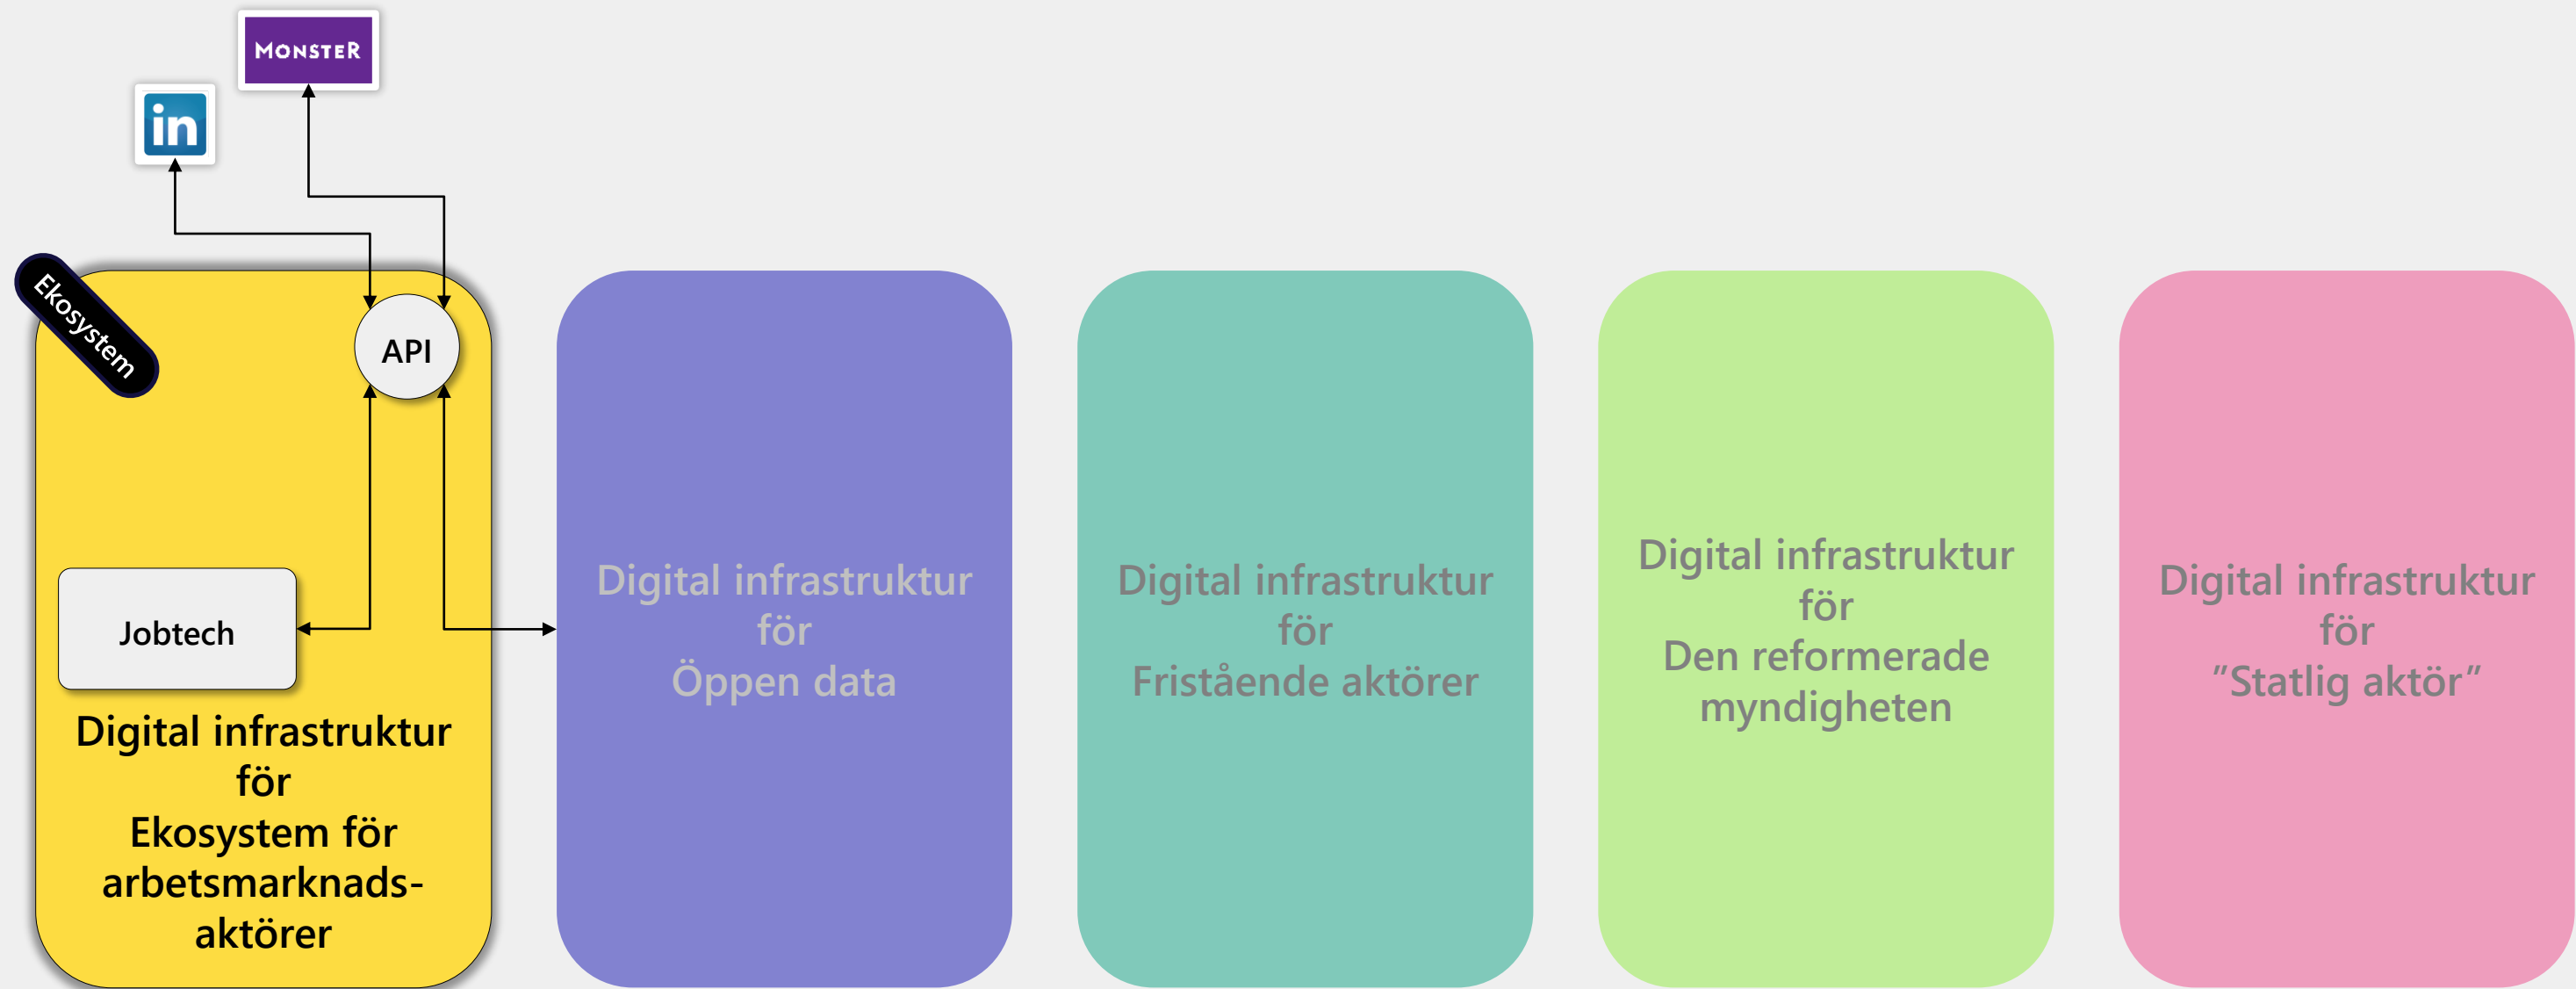 MONSTER
in
Ekosystem
API
Jobtech
Digital infrastruktur
för
Ekosystem för
arbetsmarknads-
aktörer
Digital infrastruktur
för
Öppen data
Digital infrastruktur
för
Fristående aktörer
Digital infrastruktur
för
Den reformerade
myndigheten
Digital infrastruktur
för
”Statlig aktör”